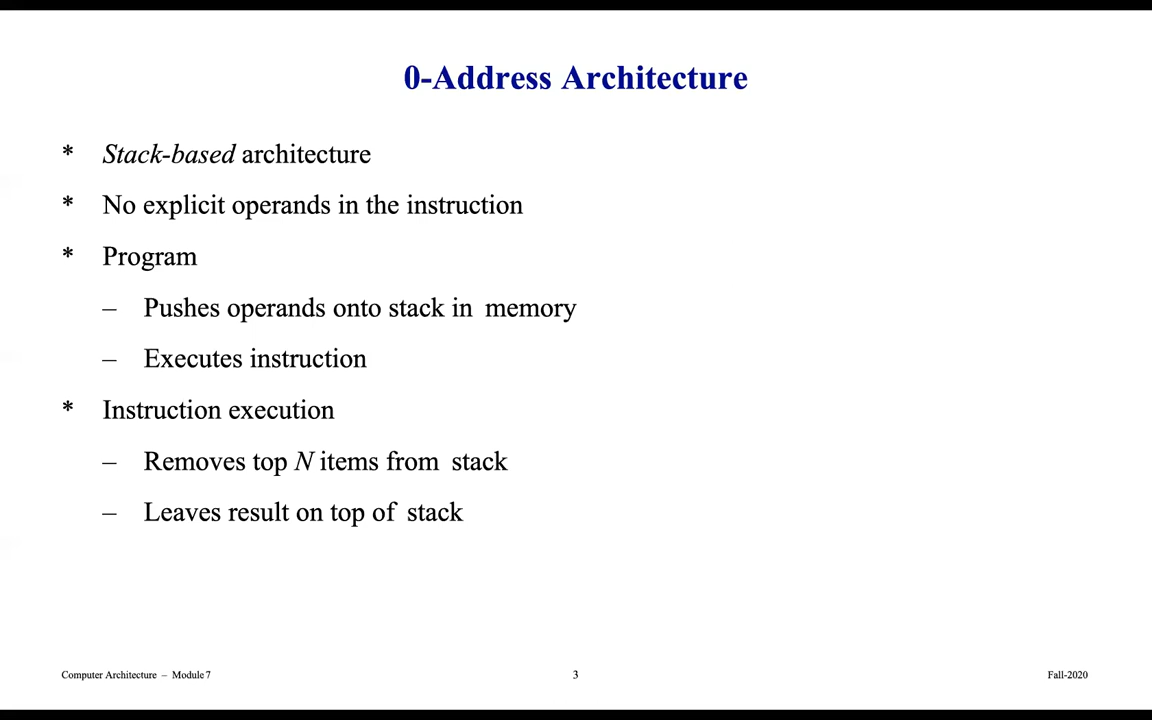 0-Address Architecture
* Stack-based architecture
* No explicit operands in the instruction
* Program
– Pushes operands onto stack in memory
– Executes instruction
* Instruction execution
– Removes top N items from stack
– Leaves result on top of stack
Computer Architecture – Module 7 3 Fall-2020